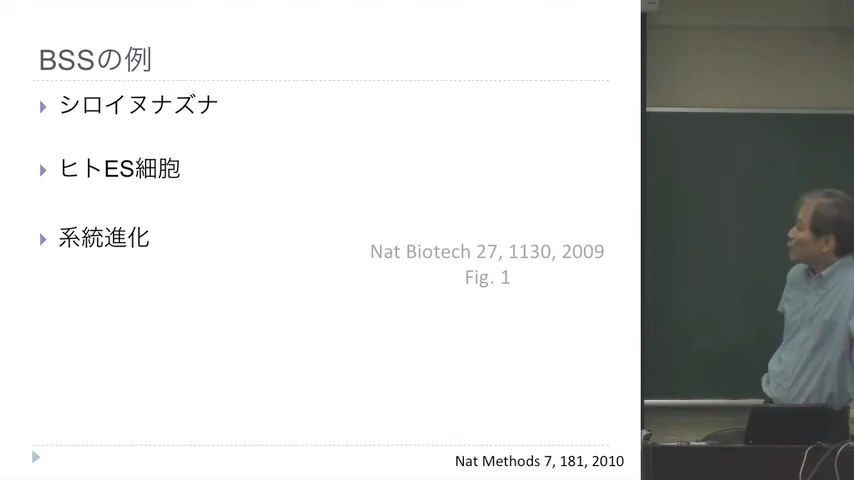 BSSの例
シロイヌナズナ
ヒトES細胞
系統進化
Nat Biotech 27, 1130, 2009
Fig. 1
Nat Methods 7, 181, 2010